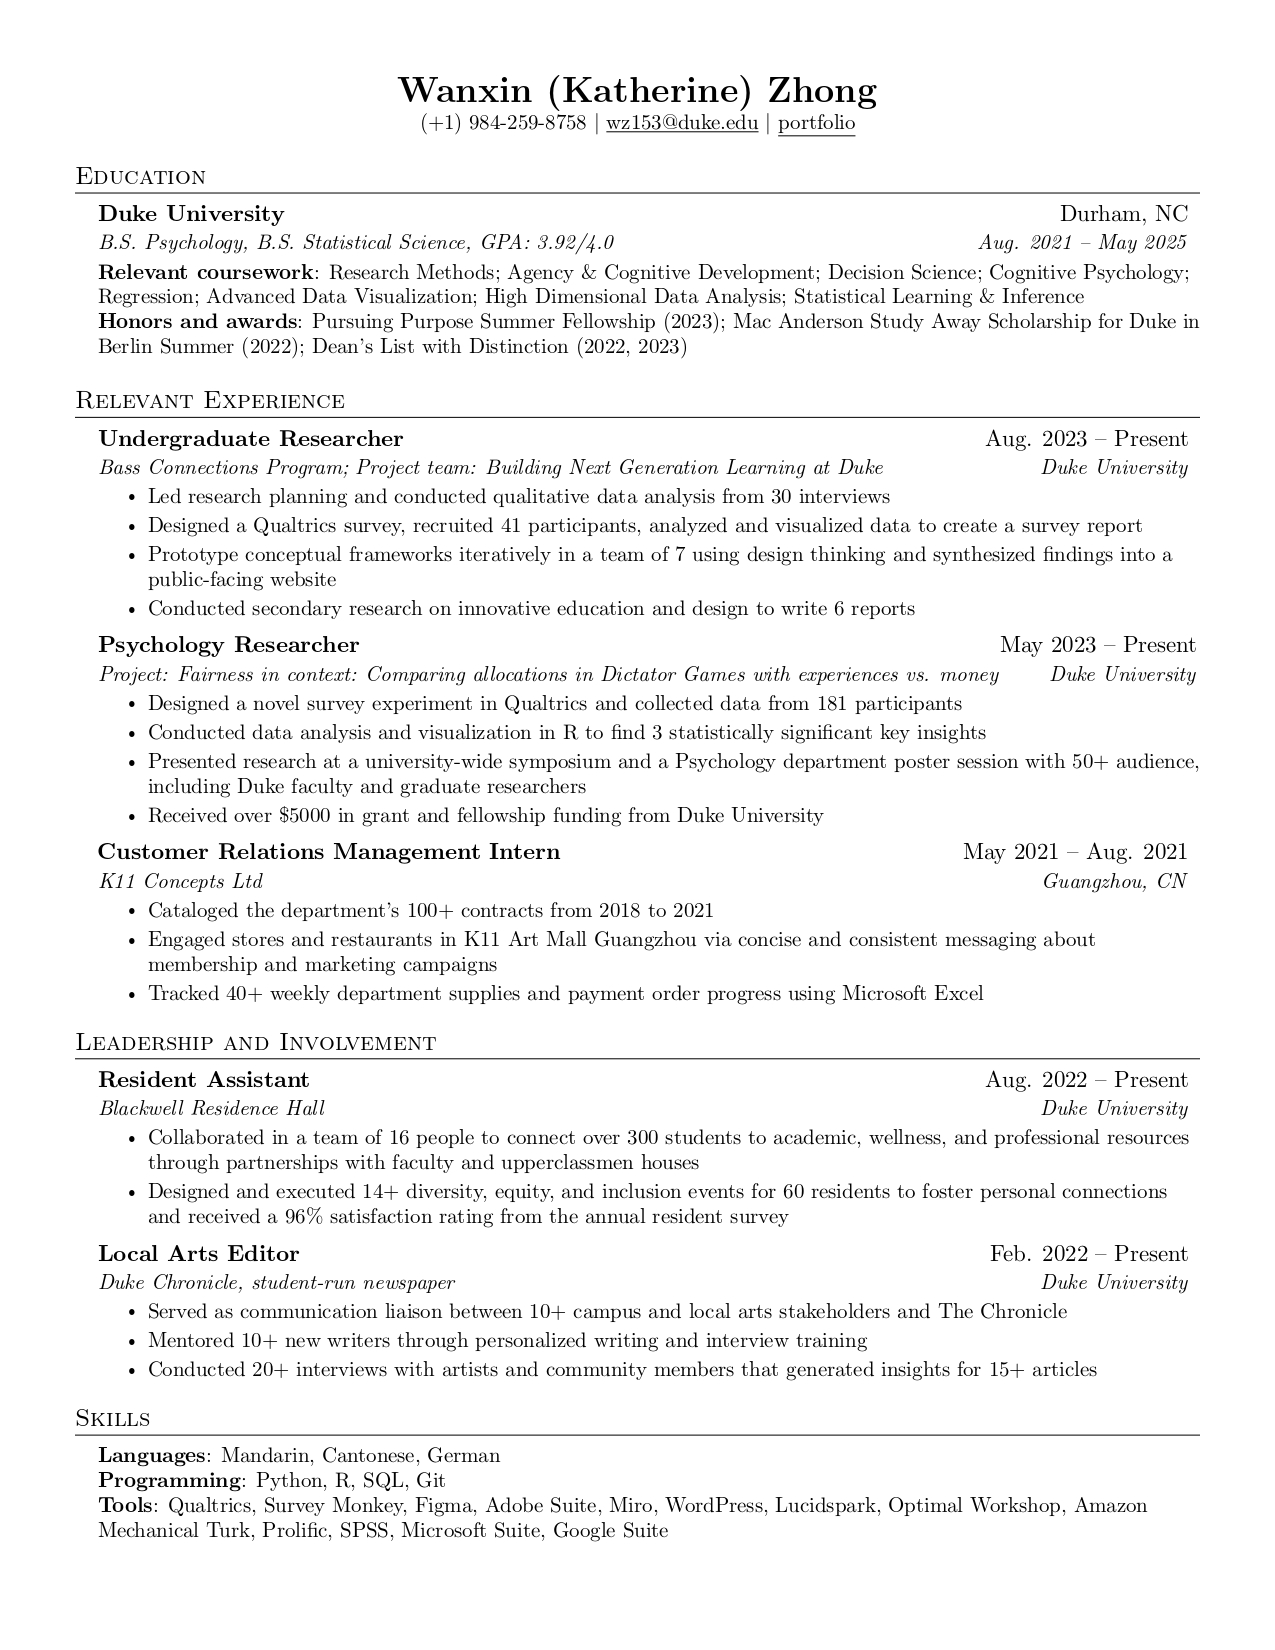 Wanxin (Katherine) Zhong
(+1) 984-259-8758 | wz153@duke.edu | portfolio
Education
Duke University Durham, NC
B.S. Psychology, B.S. Statistical Science, GPA: 3.92/4.0 Aug. 2021 – May 2025
Relevant coursework: Research Methods; Agency & Cognitive Development; Decision Science; Cognitive Psychology;
Regression; Advanced Data Visualization; High Dimensional Data Analysis; Statistical Learning & Inference
Honors and awards: Pursuing Purpose Summer Fellowship (2023); Mac Anderson Study Away Scholarship for Duke in
Berlin Summer (2022); Dean's List with Distinction (2022, 2023)
Relevant Experience
Undergraduate Researcher Aug. 2023 – Present
Bass Connections Program; Project team: Building Next Generation Learning at Duke Duke University
• Led research planning and conducted qualitative data analysis from 30 interviews
• Designed a Qualtrics survey, recruited 41 participants, analyzed and visualized data to create a survey report
• Prototype conceptual frameworks iteratively in a team of 7 using design thinking and synthesized findings into a
public-facing website
• Conducted secondary research on innovative education and design to write 6 reports
Psychology Researcher May 2023 – Present
Project: Fairness in context: Comparing allocations in Dictator Games with experiences vs. money Duke University
• Designed a novel survey experiment in Qualtrics and collected data from 181 participants
• Conducted data analysis and visualization in R to find 3 statistically significant key insights
• Presented research at a university-wide symposium and a Psychology department poster session with 50+ audience,
including Duke faculty and graduate researchers
• Received over $5000 in grant and fellowship funding from Duke University
Customer Relations Management Intern May 2021 – Aug. 2021
K11 Concepts Ltd Guangzhou, CN
• Cataloged the department's 100+ contracts from 2018 to 2021
• Engaged stores and restaurants in K11 Art Mall Guangzhou via concise and consistent messaging about
membership and marketing campaigns
• Tracked 40+ weekly department supplies and payment order progress using Microsoft Excel
Leadership and Involvement
Resident Assistant Aug. 2022 – Present
Blackwell Residence Hall Duke University
• Collaborated in a team of 16 people to connect over 300 students to academic, wellness, and professional resources
through partnerships with faculty and upperclassmen houses
• Designed and executed 14+ diversity, equity, and inclusion events for 60 residents to foster personal connections
and received a 96% satisfaction rating from the annual resident survey
Local Arts Editor Feb. 2022 – Present
Duke Chronicle, student-run newspaper Duke University
• Served as communication liaison between 10+ campus and local arts stakeholders and The Chronicle
• Mentored 10+ new writers through personalized writing and interview training
• Conducted 20+ interviews with artists and community members that generated insights for 15+ articles
Skills
Languages: Mandarin, Cantonese, German
Programming: Python, R, SQL, Git
Tools: Qualtrics, Survey Monkey, Figma, Adobe Suite, Miro, WordPress, Lucidspark, Optimal Workshop, Amazon
Mechanical Turk, Prolific, SPSS, Microsoft Suite, Google Suite